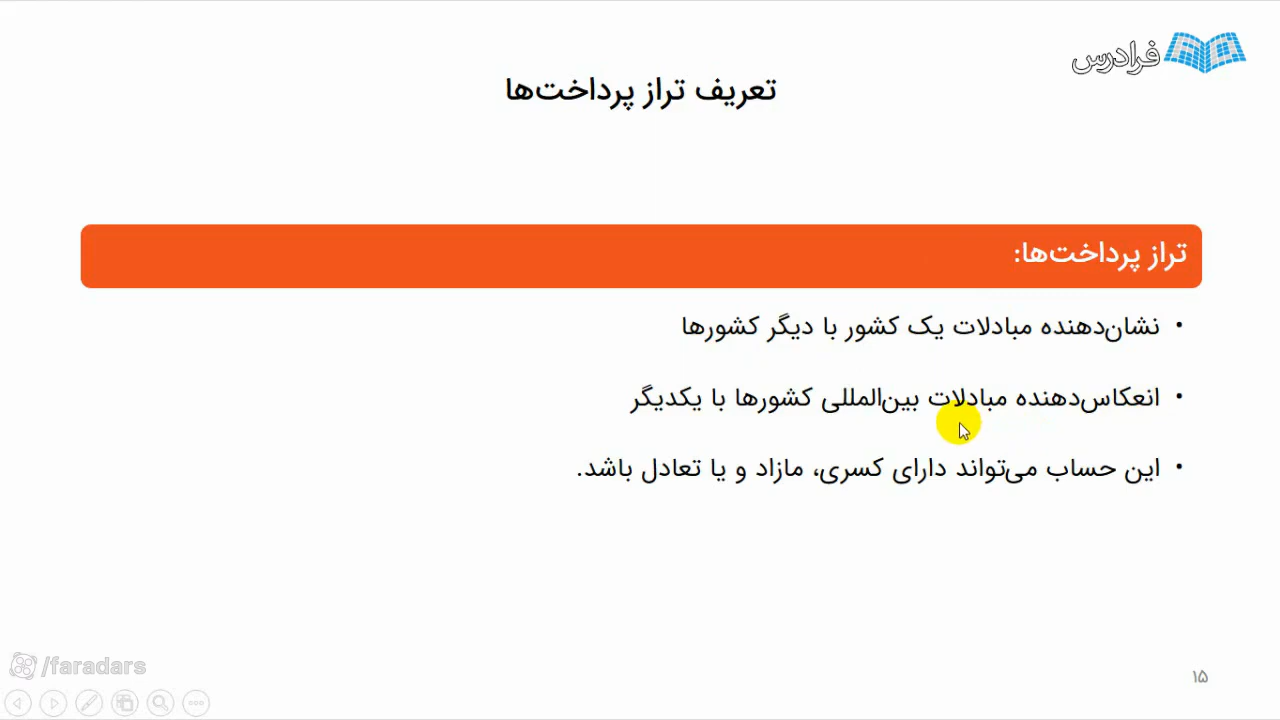 فرادرس
تعریف تراز پرداخت‌ها
تراز پرداخت‌ها:
• نشان‌دهنده مبادلات یک کشور با دیگر کشورها
• انعکاس‌دهنده مبادلات بین‌المللی کشورها با یکدیگر
• این حساب می‌تواند دارای کسری، مازاد و یا تعادل باشد.
/faradars
۱۵